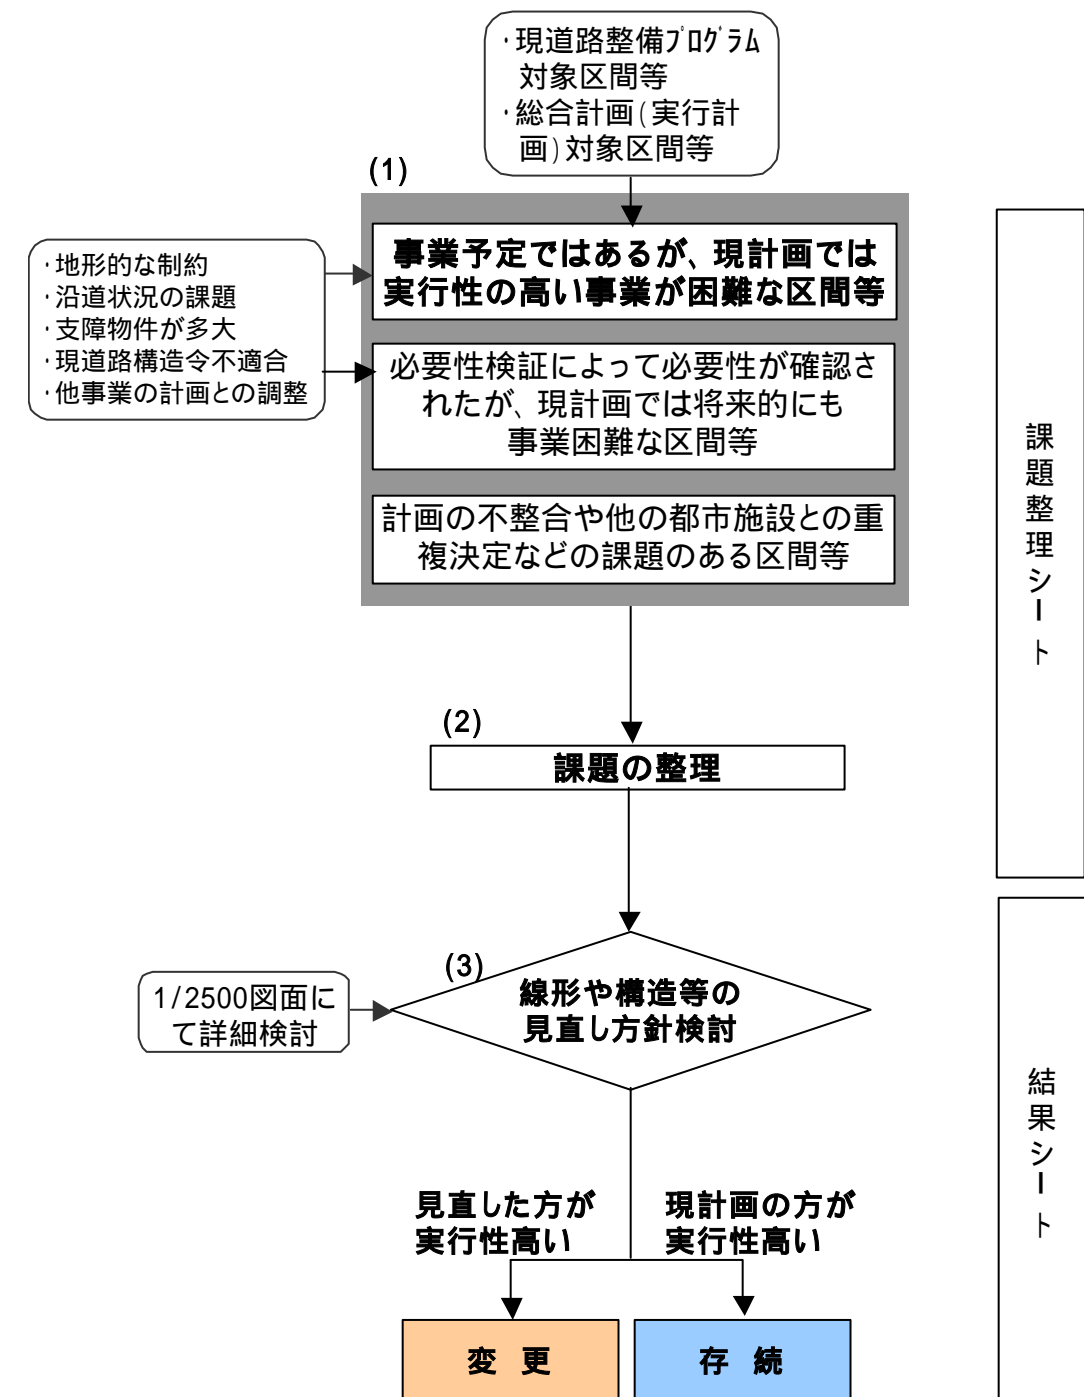 ・現道路整備ﾌﾟﾛｸﾞﾗﾑ
対象区間等
・総合計画(実行計
画)対象区間等
(1)
事業予定ではあるが、現計画では
実行性の高い事業が困難な区間等
・地形的な制約
・沿道状況の課題
・支障物件が多大
・現道路構造令不適合
・他事業の計画との調整
必要性検証によって必要性が確認さ
れたが、現計画では将来的にも
事業困難な区間等
計画の不整合や他の都市施設との重
複決定などの課題のある区間等
課題整理シート
(2)
課題の整理
(3)
線形や構造等の
見直し方針検討
1/2500図面に
て詳細検討
結果シート
見直した方が
実行性高い
現計画の方が
実行性高い
変 更
存 続